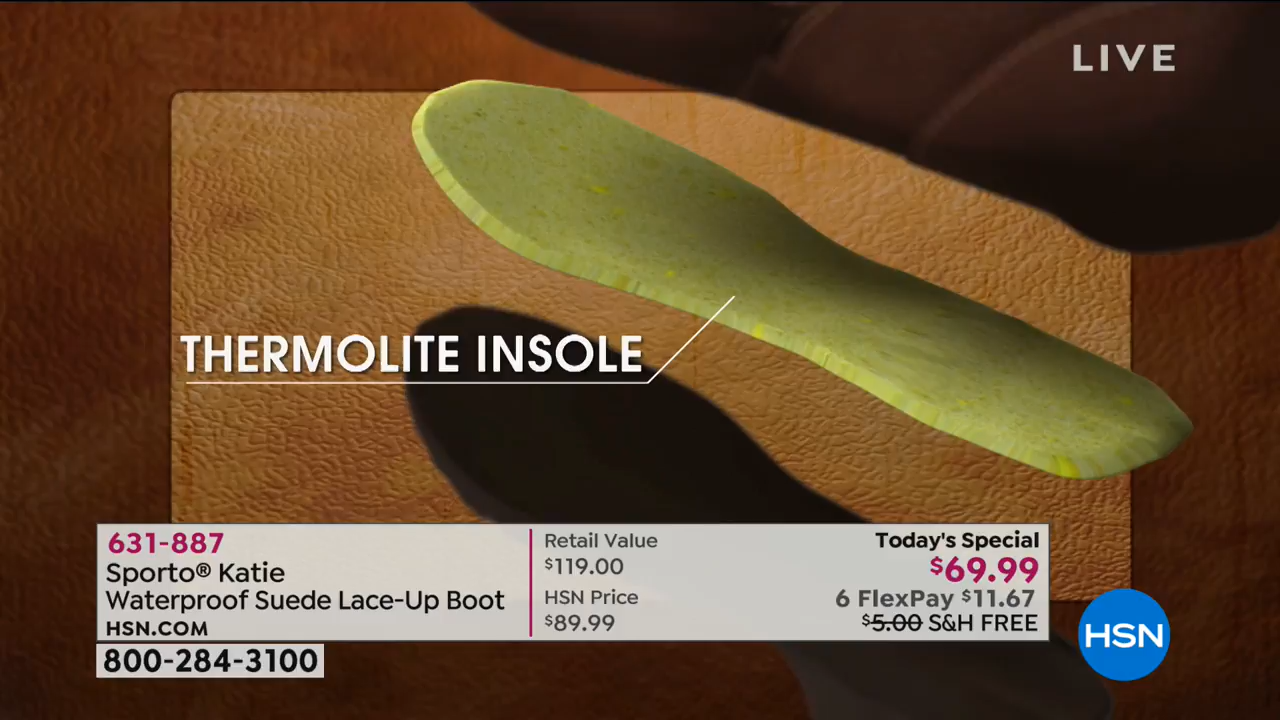 LIVE
THERMOLITE INSOLE
631-887
Sporto® Katie
Waterproof Suede Lace-Up Boot
HSN.COM
800-284-3100
Retail Value
$119.00
HSN Price
$89.99
Today's Special
$69.99
6 FlexPay $11.67
$5.00 S&H FREE
HSN